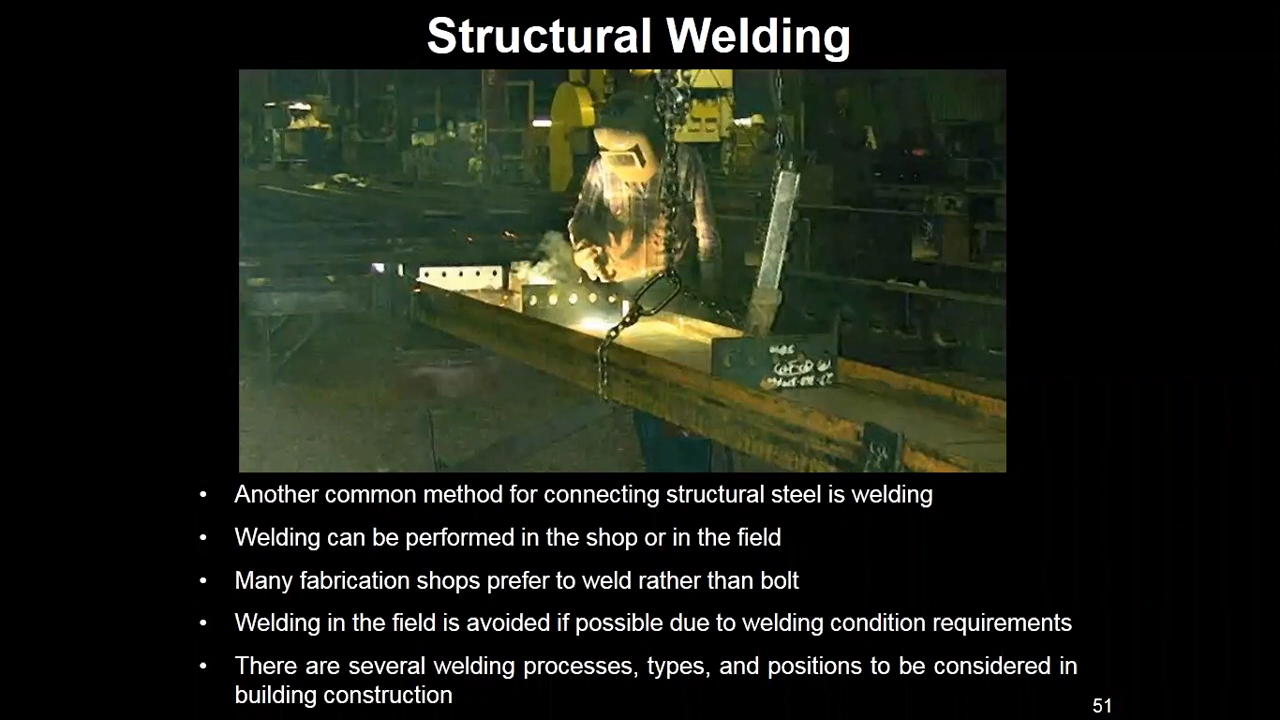 Structural Welding
• Another common method for connecting structural steel is welding
• Welding can be performed in the shop or in the field
• Many fabrication shops prefer to weld rather than bolt
• Welding in the field is avoided if possible due to welding condition requirements
• There are several welding processes, types, and positions to be considered in
building construction
51